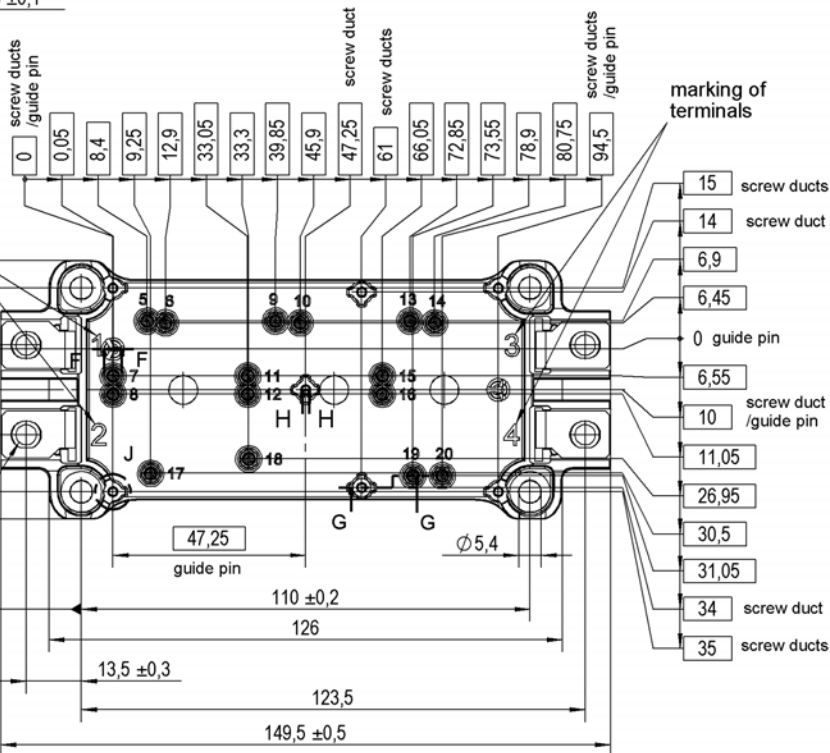 ±0,1
screw ducts
/guide pin
screw duct
screw ducts
screw ducts
/guide pin
marking of
terminals
0
0,05
8,4
9,25
12,9
33,05
33,3
39,85
45,9
47,25
61
66,05
72,85
73,55
78,9
80,75
94,5
15 screw ducts
14 screw duct
6,9
6,45
0 guide pin
6,55
10 screw duct
/guide pin
11,05
26,95
30,5
31,05
34 screw duct
35 screw ducts
5 6 9 10 13 14
1 3
F F
7 11 15
8 12 16
H H
2 4
J
17 18 19 20
G G
47,25
guide pin
Ø5,4
110 ±0,2
126
13,5 ±0,3
123,5
149,5 ±0,5